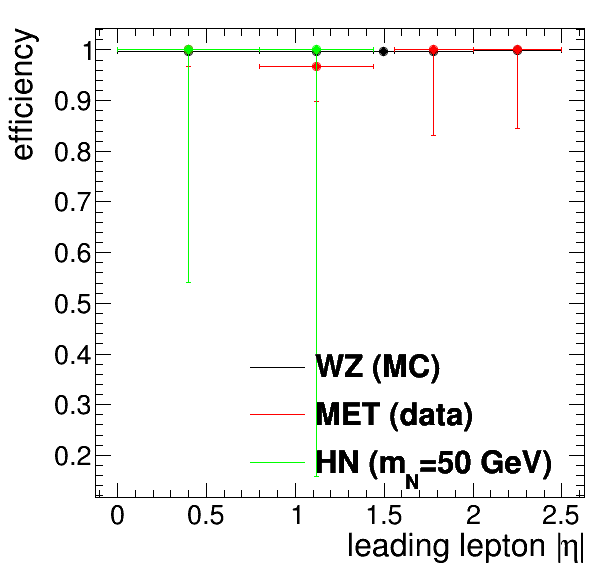 efficiency
1
0.9
0.8
0.7
0.6
0.5
0.4
0.3
0.2
WZ (MC)
MET (data)
HN (m_N=50 GeV)
0 0.5 1 1.5 2 2.5
leading lepton |η|